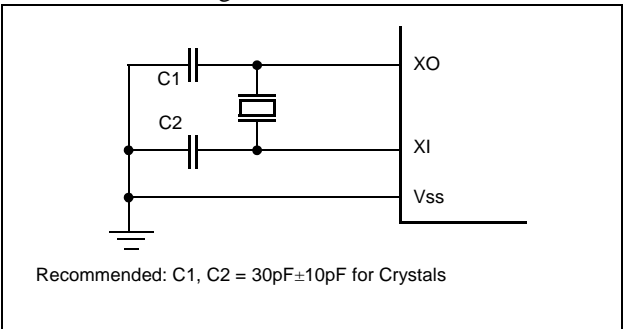 XO
C1
C2
XI
Vss
Recommended: C1, C2 = 30pF±10pF for Crystals